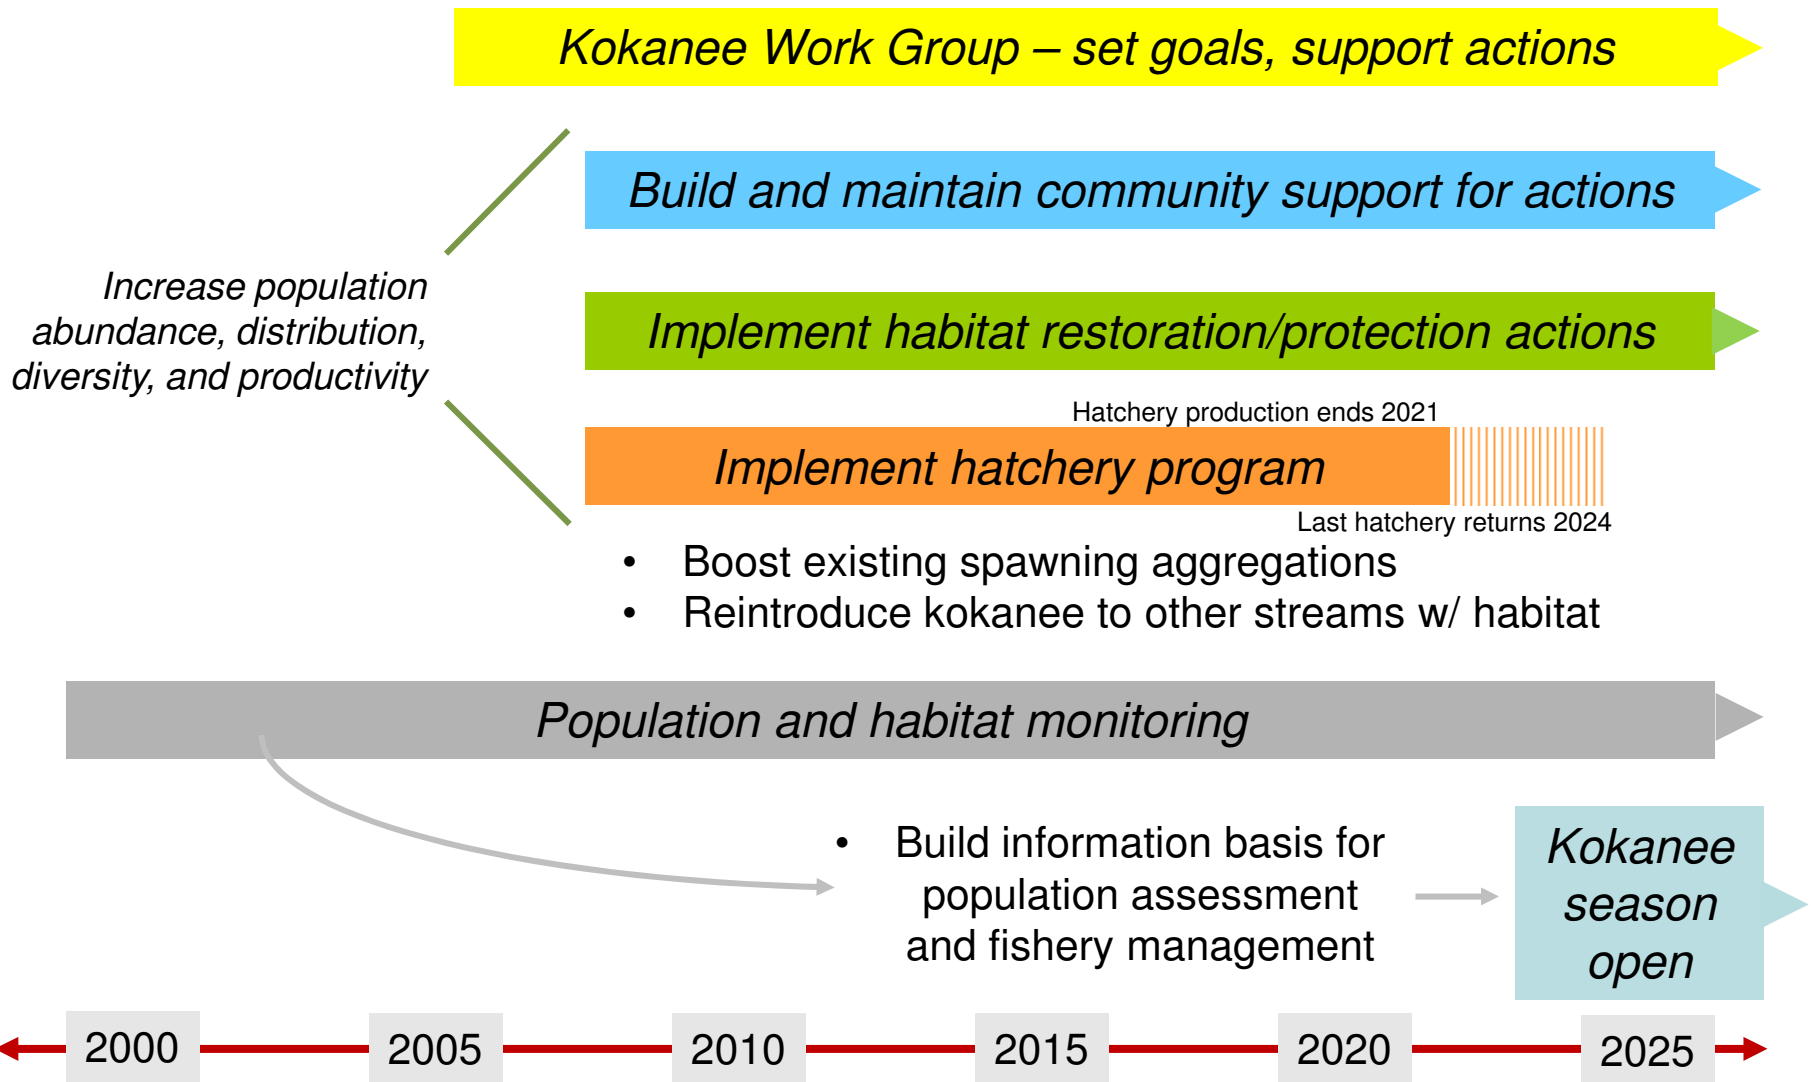 Kokanee Work Group – set goals, support actions
Build and maintain community support for actions
Increase population
abundance, distribution,
diversity, and productivity
Implement habitat restoration/protection actions
Hatchery production ends 2021
Implement hatchery program
Last hatchery returns 2024
• Boost existing spawning aggregations
• Reintroduce kokanee to other streams w/ habitat
Population and habitat monitoring
• Build information basis for
population assessment
and fishery management
Kokanee
season
open
2000 2005 2010 2015 2020 2025